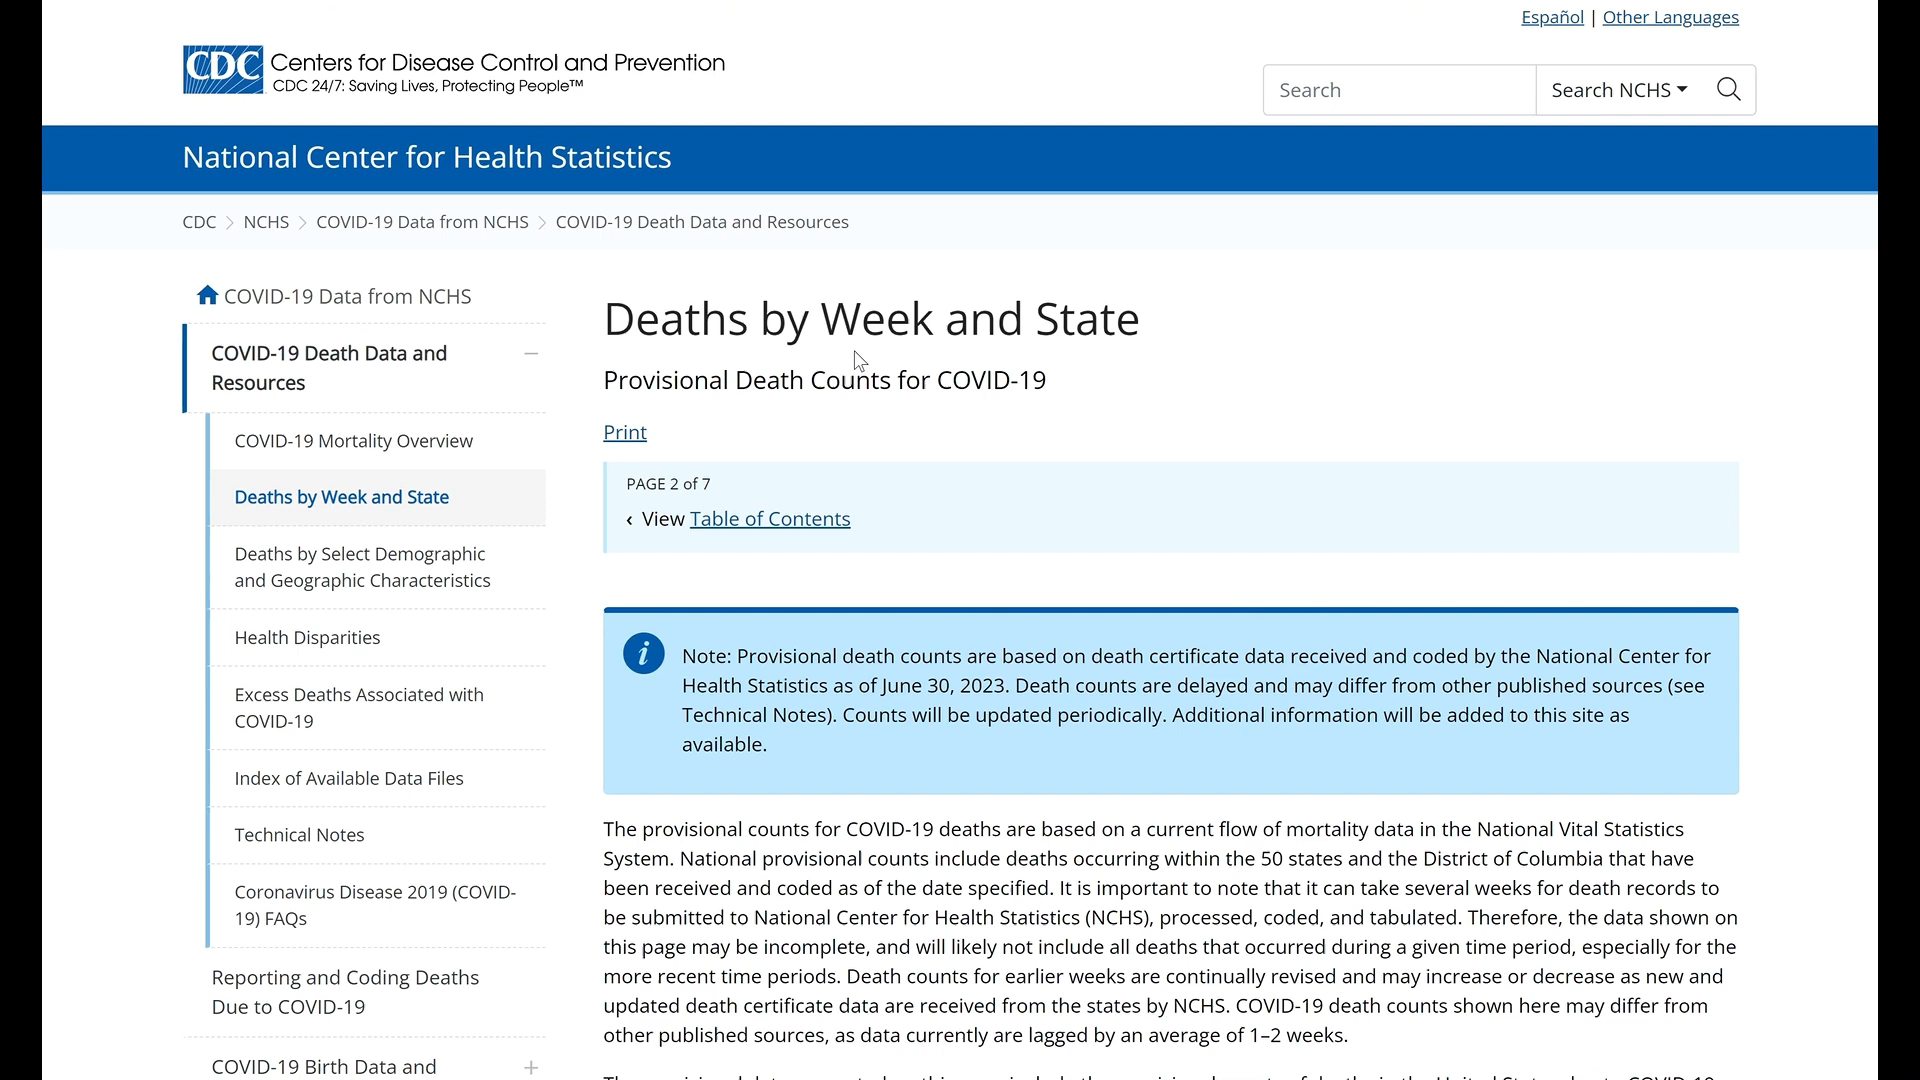 Español | Other Languages
CDC Centers for Disease Control and Prevention
CDC 24/7: Saving Lives, Protecting People™
Search
Search NCHS
National Center for Health Statistics
CDC > NCHS > COVID-19 Data from NCHS > COVID-19 Death Data and Resources
COVID-19 Data from NCHS
COVID-19 Death Data and
Resources
COVID-19 Mortality Overview
Deaths by Week and State
Deaths by Select Demographic
and Geographic Characteristics
Health Disparities
Excess Deaths Associated with
COVID-19
Index of Available Data Files
Technical Notes
Coronavirus Disease 2019 (COVID-
19) FAQs
Reporting and Coding Deaths
Due to COVID-19
COVID-19 Birth Data and
Deaths by Week and State
Provisional Death Counts for COVID-19
Print
PAGE 2 of 7
‹ View Table of Contents
Note: Provisional death counts are based on death certificate data received and coded by the National Center for
Health Statistics as of June 30, 2023. Death counts are delayed and may differ from other published sources (see
Technical Notes). Counts will be updated periodically. Additional information will be added to this site as
available.
The provisional counts for COVID-19 deaths are based on a current flow of mortality data in the National Vital Statistics
System. National provisional counts include deaths occurring within the 50 states and the District of Columbia that have
been received and coded as of the date specified. It is important to note that it can take several weeks for death records to
be submitted to National Center for Health Statistics (NCHS), processed, coded, and tabulated. Therefore, the data shown on
this page may be incomplete, and will likely not include all deaths that occurred during a given time period, especially for the
more recent time periods. Death counts for earlier weeks are continually revised and may increase or decrease as new and
updated death certificate data are received from the states by NCHS. COVID-19 death counts shown here may differ from
other published sources, as data currently are lagged by an average of 1–2 weeks.